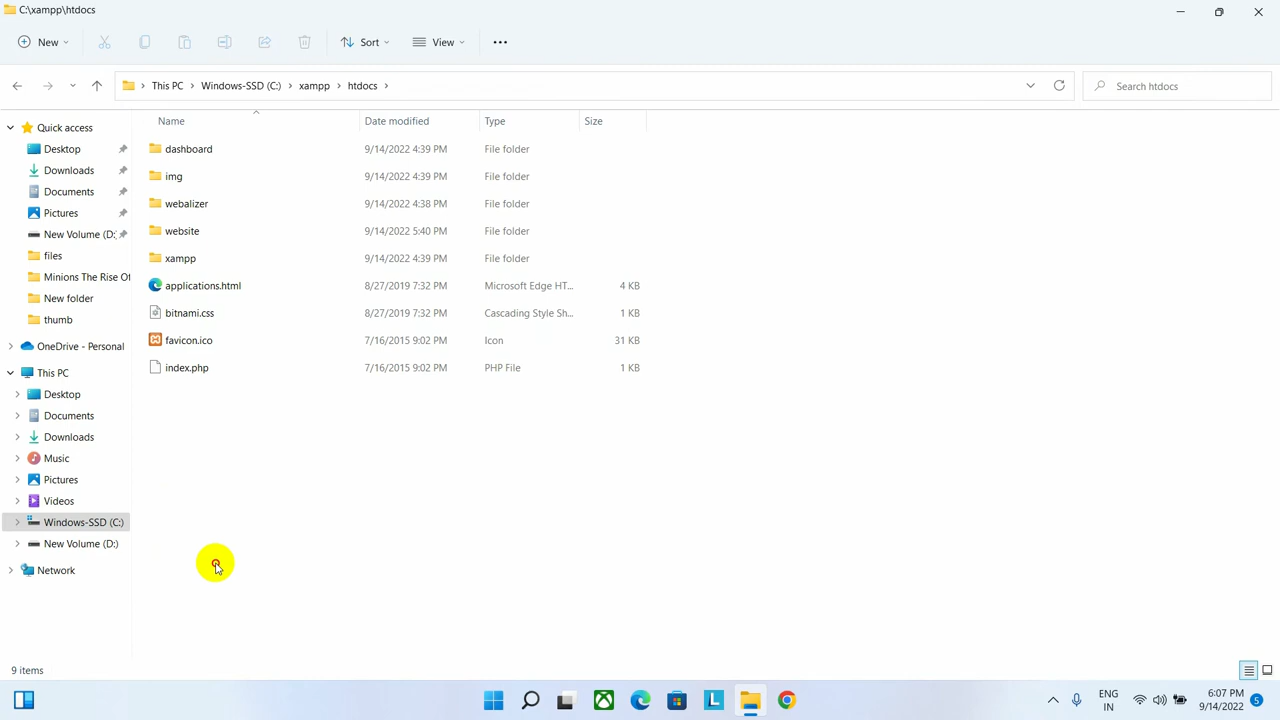 C:\xampp\htdocs
New Sort View
This PC Windows-SSD (C:) xampp htdocs Search htdocs
Name Date modified Type Size
Quick access
Desktop
Downloads
Documents
Pictures
New Volume (D:
files
Minions The Rise Of
New folder
thumb
OneDrive - Personal
This PC
Desktop
Documents
Downloads
Music
Pictures
Videos
Windows-SSD (C:)
New Volume (D:)
Network
dashboard 9/14/2022 4:39 PM File folder
img 9/14/2022 4:39 PM File folder
webalizer 9/14/2022 4:38 PM File folder
website 9/14/2022 5:40 PM File folder
xampp 9/14/2022 4:39 PM File folder
applications.html 8/27/2019 7:32 PM Microsoft Edge HT... 4 KB
bitnami.css 8/27/2019 7:32 PM Cascading Style Sh... 1 KB
favicon.ico 7/16/2015 9:02 PM Icon 31 KB
index.php 7/16/2015 9:02 PM PHP File 1 KB
9 items
ENG
IN
6:07 PM
9/14/2022
5